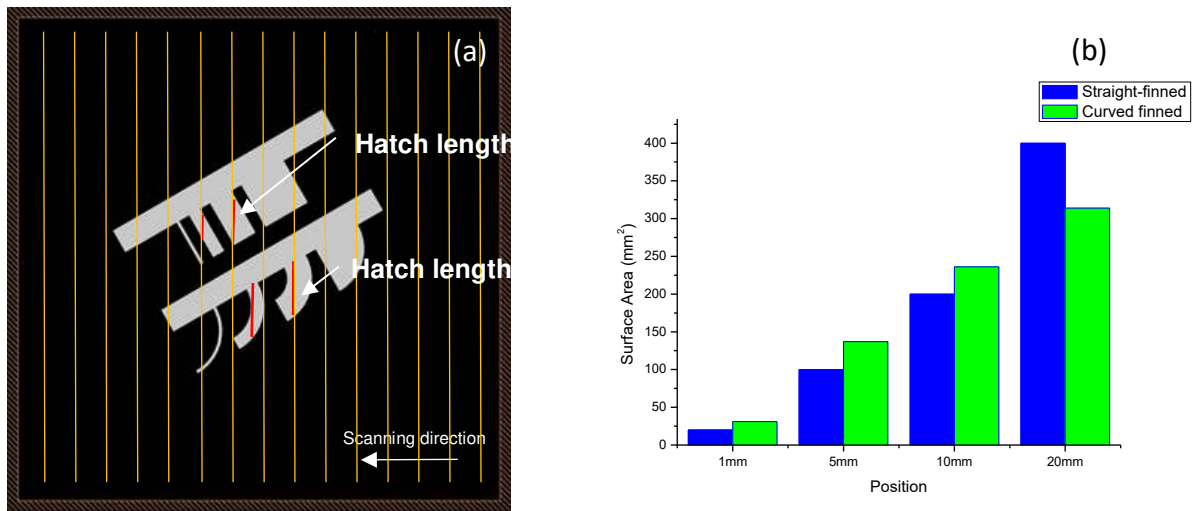 (a)
Hatch length
Hatch length
Scanning direction
(b)
Straight-finned
Curved finned
400
350
300
250
200
150
100
50
0
Surface Area (mm²)
1mm 5mm 10mm 20mm
Position